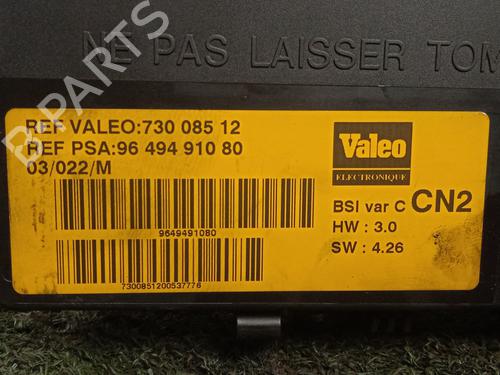 NE PAS LAISSER TOM
B-PARTS
REF VALEO:730 085 12
REF PSA:96 494 910 80
03/022/M
9649491080
7300851200537776
Valeo
ELECTRONIQUE
BSI var C CN2
HW : 3.0
SW : 4.26